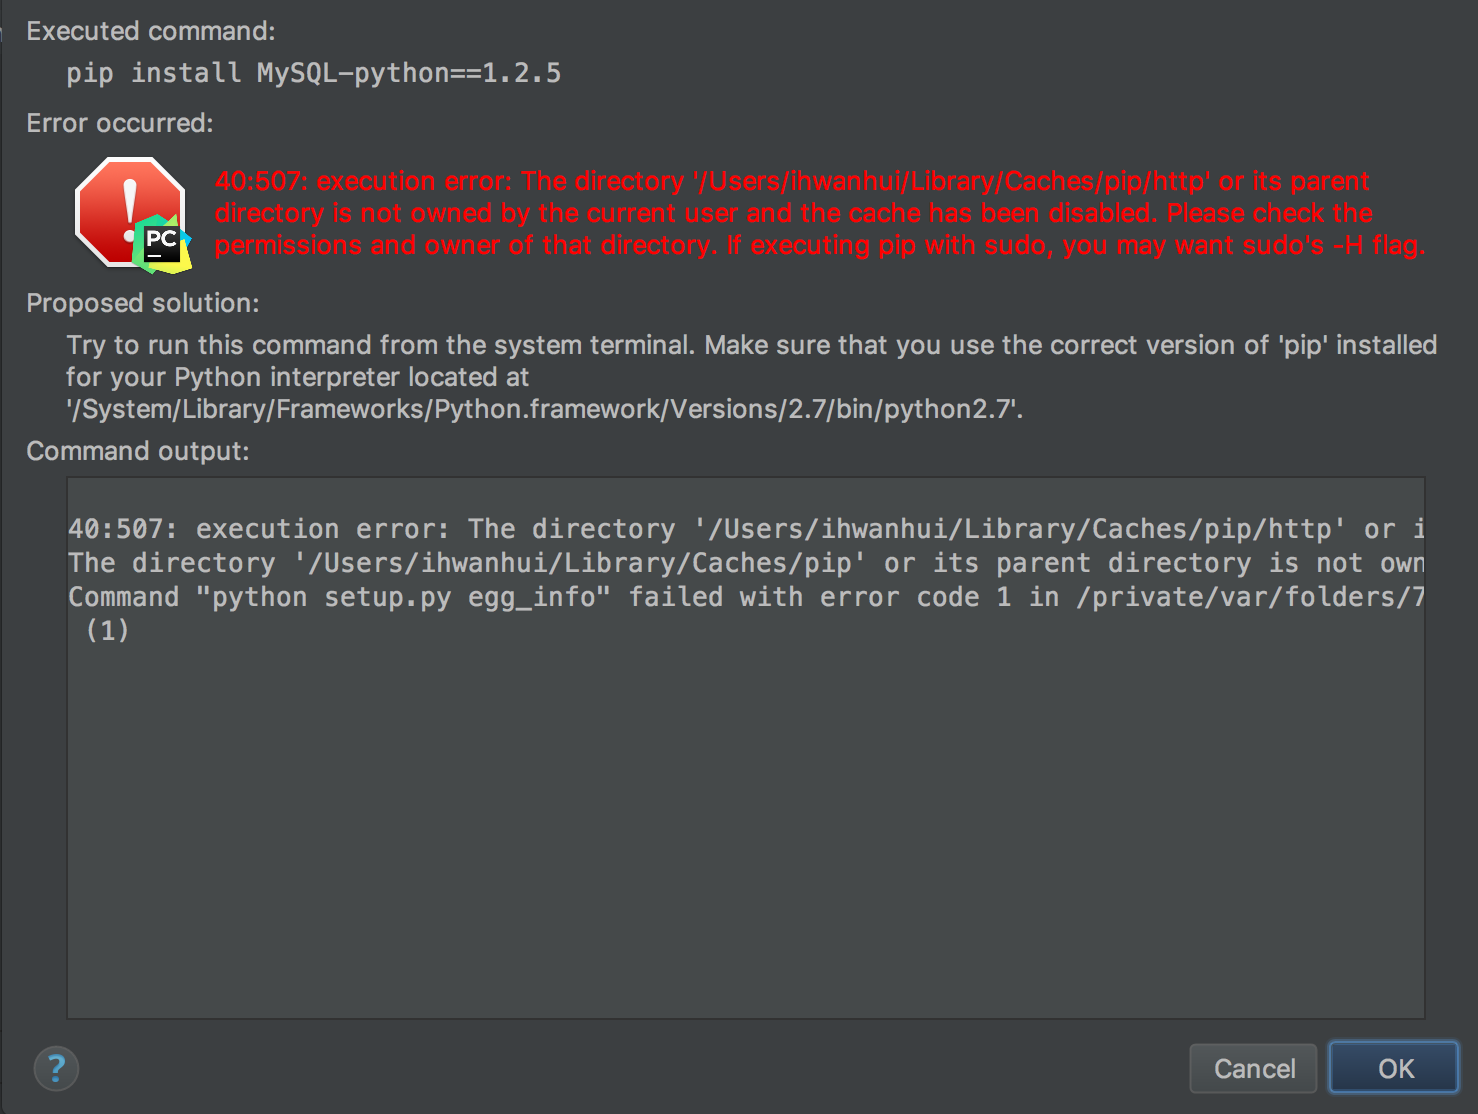 Executed command:
pip install MySQL-python==1.2.5
Error occurred:
40:507: execution error: The directory '/Users/ihwanhui/Library/Caches/pip/http' or its parent
directory is not owned by the current user and the cache has been disabled. Please check the
permissions and owner of that directory. If executing pip with sudo, you may want sudo's -H flag.
PC
Proposed solution:
Try to run this command from the system terminal. Make sure that you use the correct version of 'pip' installed
for your Python interpreter located at
'/System/Library/Frameworks/Python.framework/Versions/2.7/bin/python2.7'.
Command output:
40:507: execution error: The directory '/Users/ihwanhui/Library/Caches/pip/http' or i
The directory '/Users/ihwanhui/Library/Caches/pip' or its parent directory is not own
Command "python setup.py egg_info" failed with error code 1 in /private/var/folders/7
(1)
?
Cancel
OK